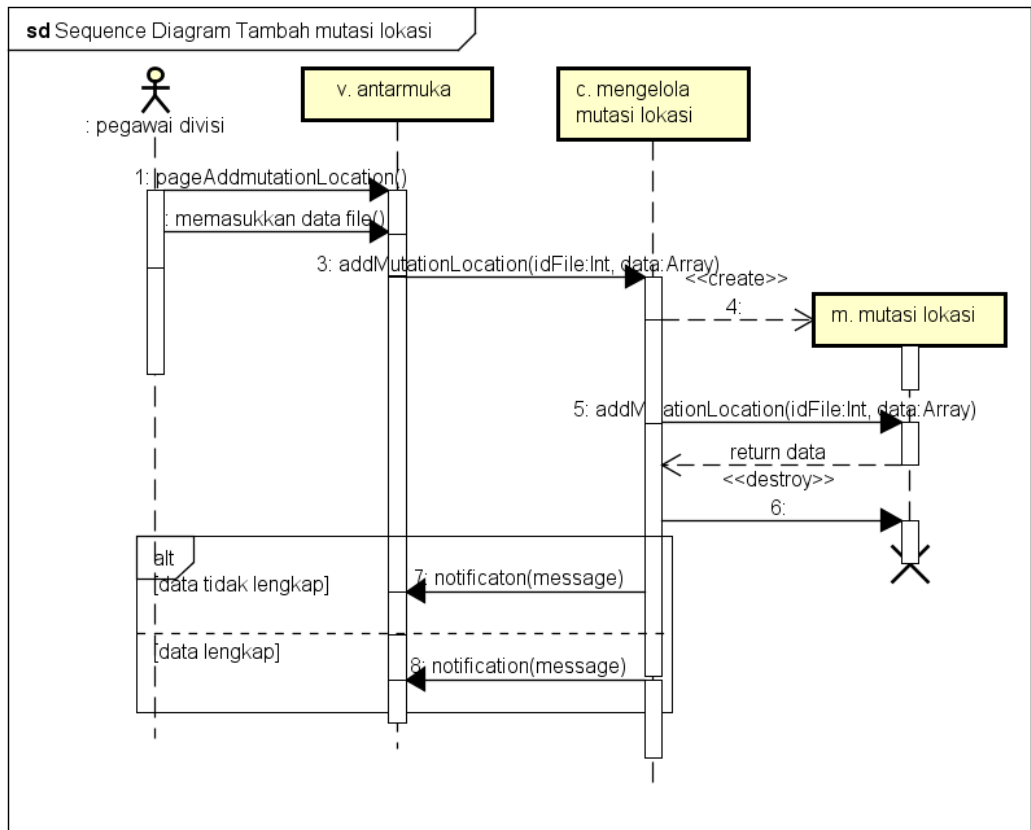 sd Sequence Diagram Tambah mutasi lokasi
: pegawai divisi
v. antarmuka
c. mengelola
mutasi lokasi
1: pageAddmutationLocation()
: memasukkan data file()
3: addMutationLocation(idFile:Int, data:Array)
<<create>>
4:
m. mutasi lokasi
5: addMutationLocation(idFile:Int, data:Array)
return data
<<destroy>>
6:
alt
[data tidak lengkap]
7: notificaton(message)
[data lengkap]
8: notification(message)